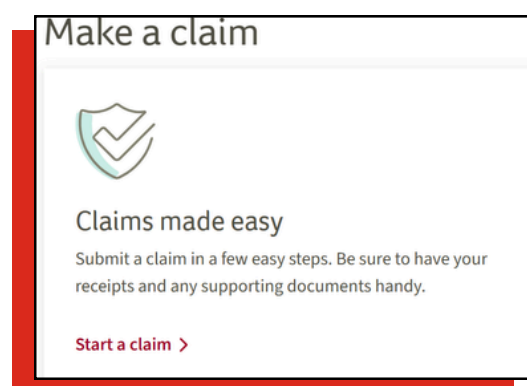 Make a claim
Claims made easy
Submit a claim in a few easy steps. Be sure to have your
receipts and any supporting documents handy.
Start a claim >